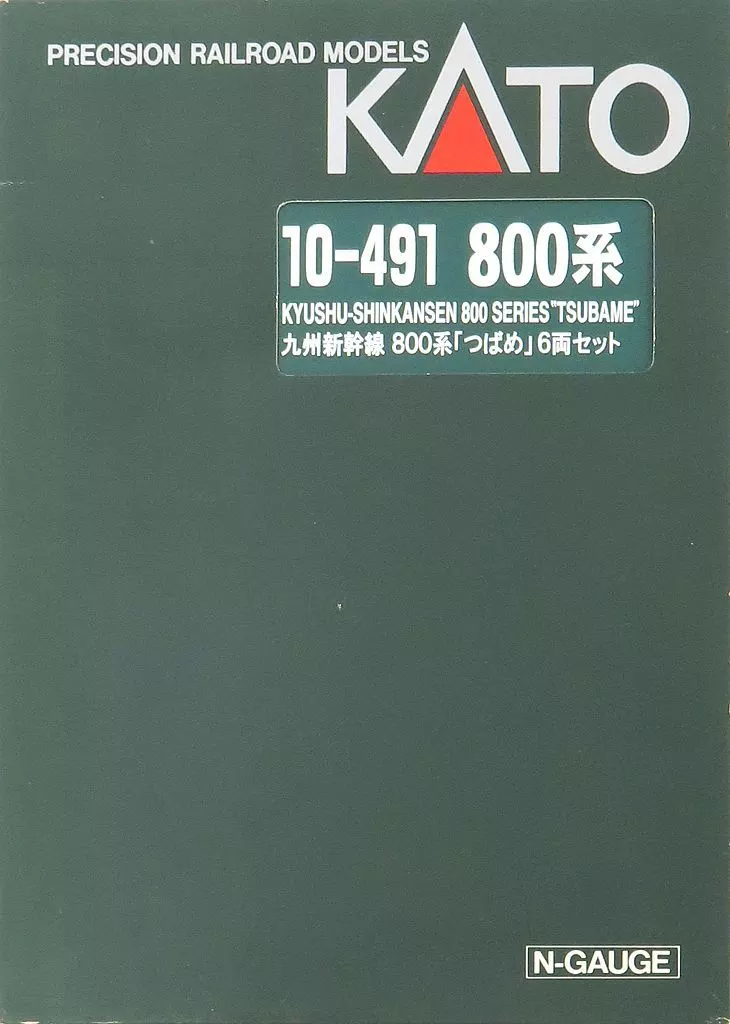 PRECISION RAILROAD MODELS
KATO
10-491 800系
KYUSHU-SHINKANSEN 800 SERIES "TSUBAME"
九州新幹線 800系「つばめ」6両セット
N-GAUGE